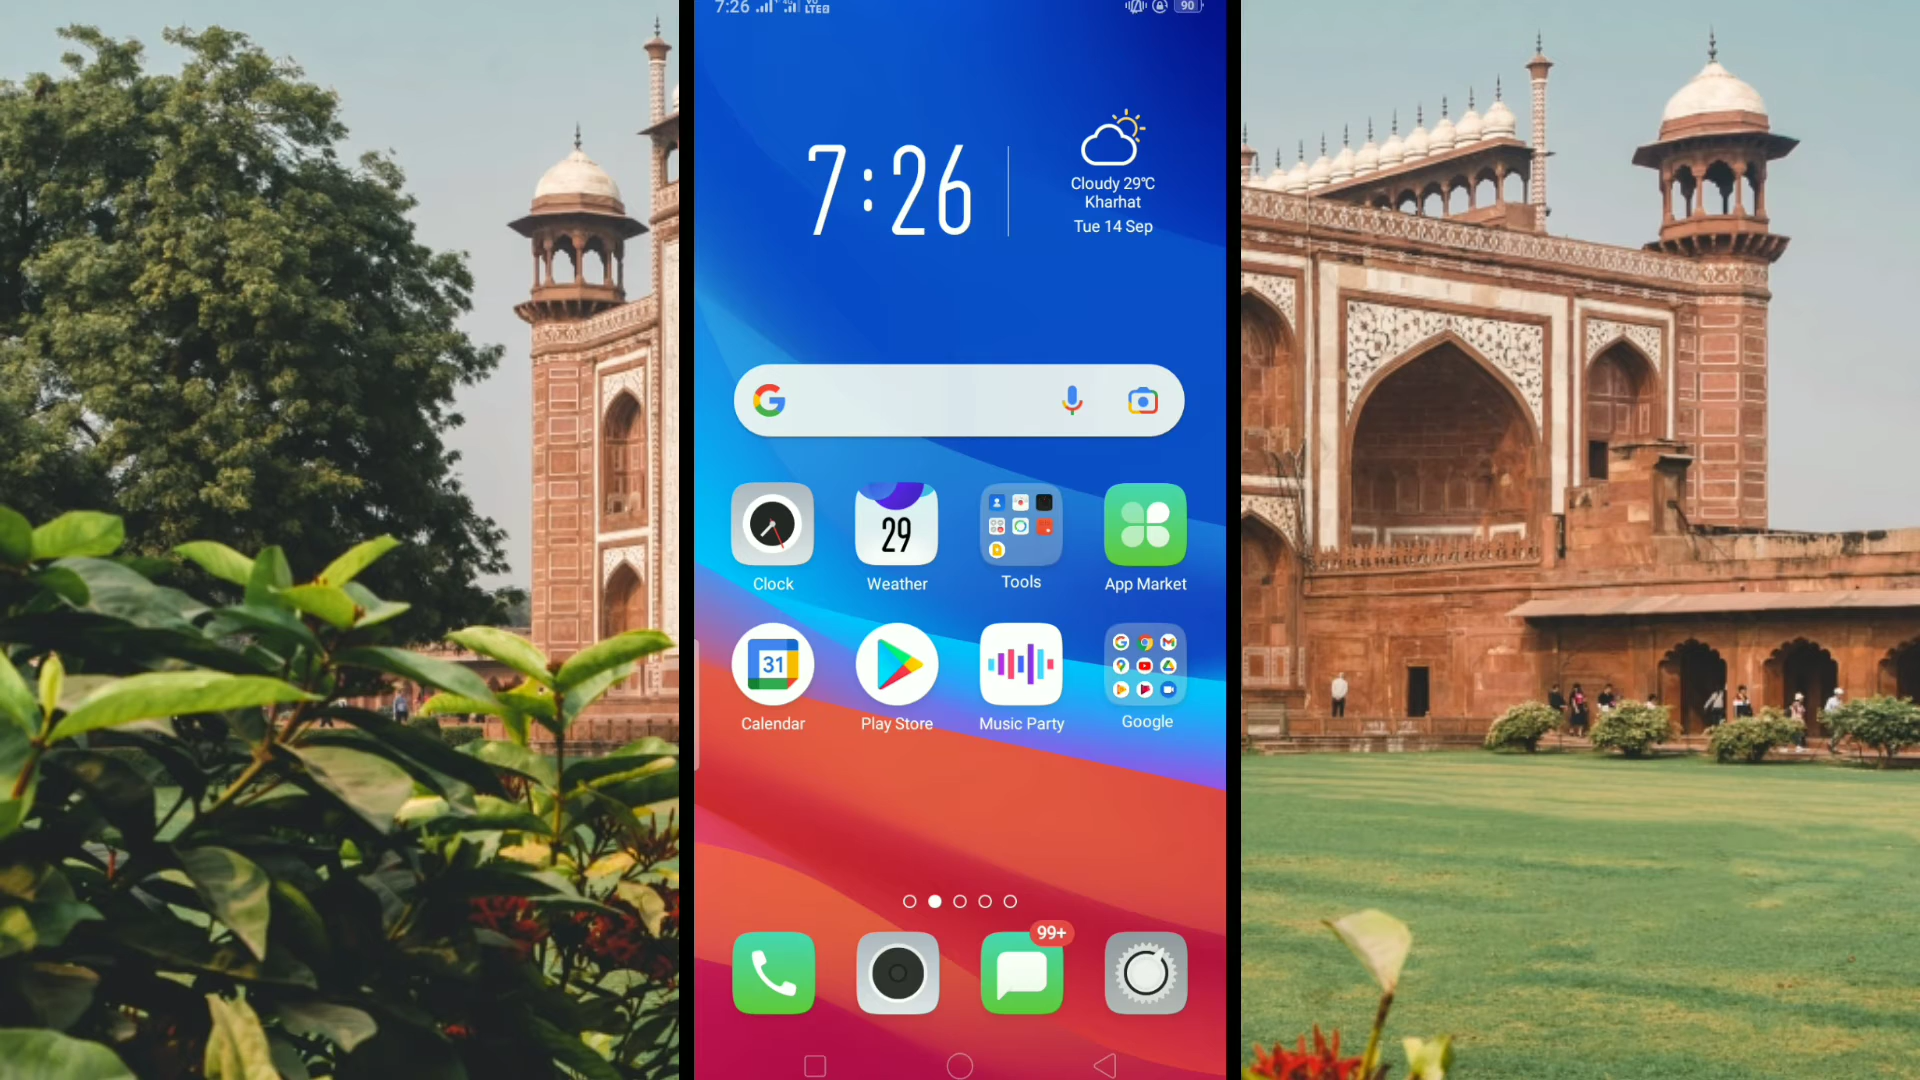 7:26
LTE
90
7:26
Cloudy 29℃
Kharhat
Tue 14 Sep
29
Clock
Weather
Tools
App Market
31
Calendar
Play Store
Music Party
Google
99+